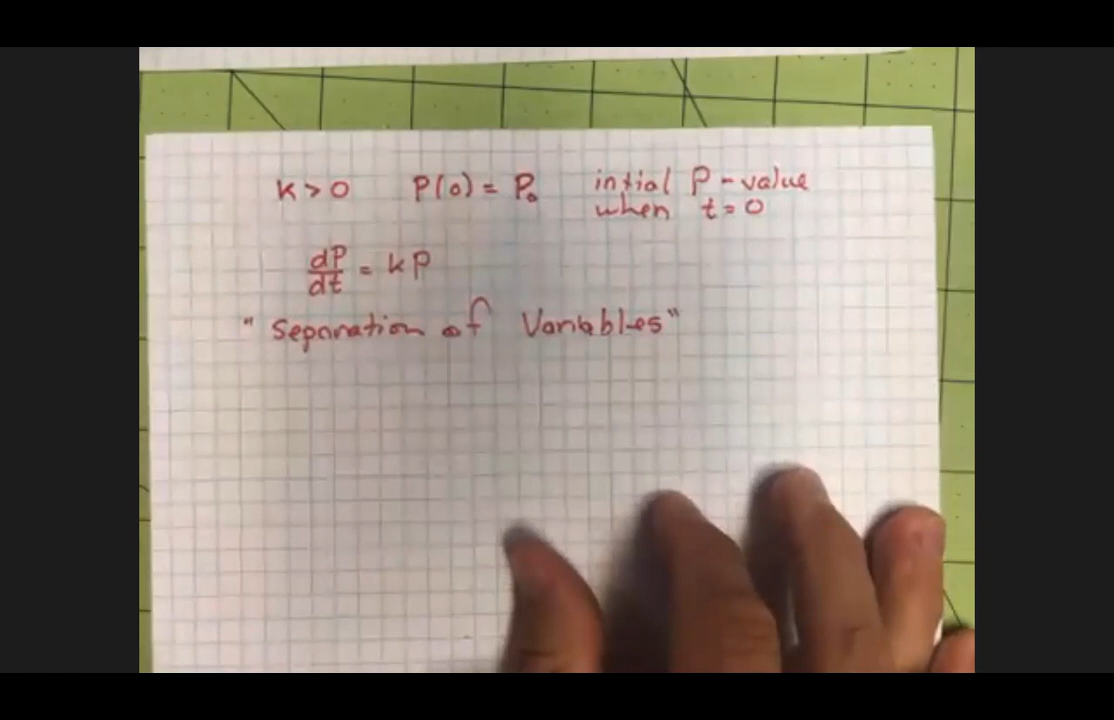 k > 0 P(0) = P₀ intial P-value
when t = 0
dP/dt = kP
"Separation of Variables"